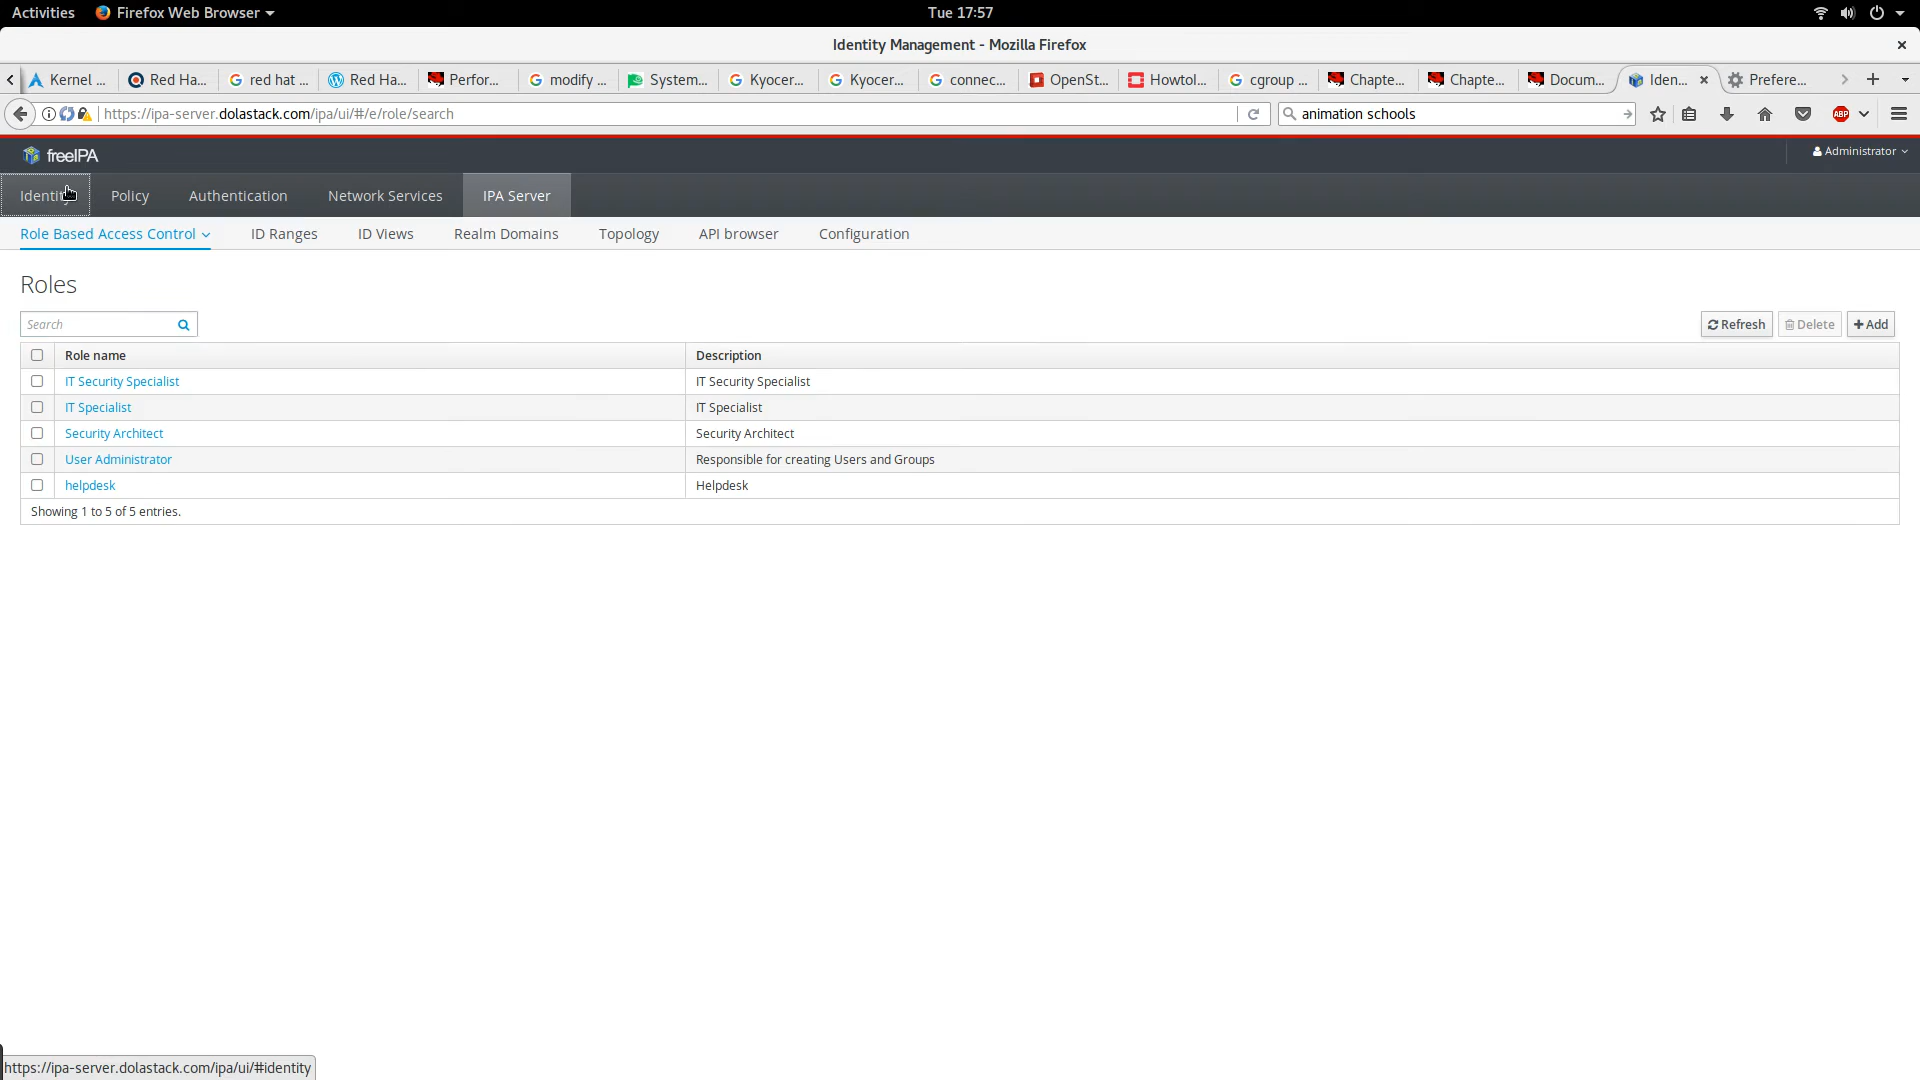 Activities Firefox Web Browser Tue 17:57
Identity Management - Mozilla Firefox
Kernel ... Red Ha... red hat ... Red Ha... Perfor... modify ... System... Kyocer... Kyocer... connec... OpenSt... Howtol... cgroup ... Chapte... Chapte... Docum... Iden... Prefere...
https://ipa-server.dolastack.com/ipa/ui/#/e/role/search animation schools ABP
freeIPA Administrator
Identity Policy Authentication Network Services IPA Server
Role Based Access Control ID Ranges ID Views Realm Domains Topology API browser Configuration
Roles
Search Refresh Delete Add
Role name Description
IT Security Specialist IT Security Specialist
IT Specialist IT Specialist
Security Architect Security Architect
User Administrator Responsible for creating Users and Groups
helpdesk Helpdesk
Showing 1 to 5 of 5 entries.
https://ipa-server.dolastack.com/ipa/ui/#identity